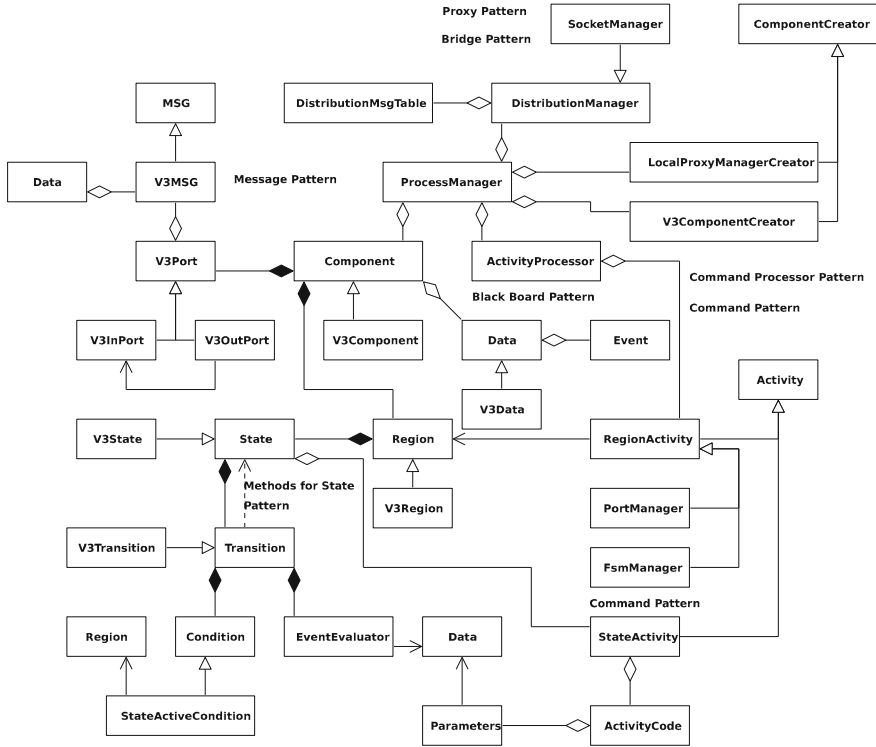 Proxy Pattern
SocketManager
ComponentCreator
Bridge Pattern
MSG
DistributionMsgTable
DistributionManager
LocalProxyManagerCreator
Data
V3MSG
Message Pattern
ProcessManager
V3ComponentCreator
V3Port
Component
ActivityProcessor
Command Processor Pattern
Black Board Pattern
Command Pattern
V3InPort
V3OutPort
V3Component
Data
Event
Activity
V3Data
V3State
State
Region
RegionActivity
Methods for State
Pattern
V3Region
PortManager
V3Transition
Transition
FsmManager
Command Pattern
Region
Condition
EventEvaluator
Data
StateActivity
StateActiveCondition
Parameters
ActivityCode